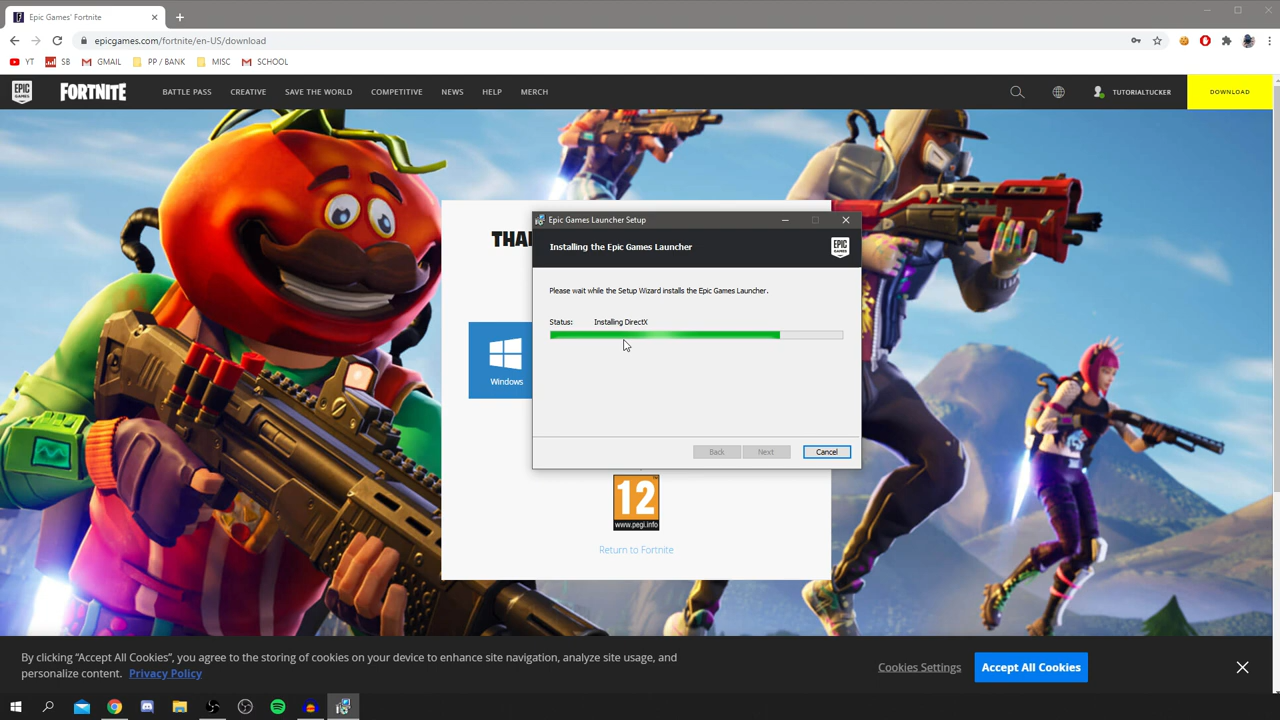 Epic Games' Fortnite
epicgames.com/fortnite/en-US/download
YT SB GMAIL PP / BANK MISC SCHOOL
EPIC GAMES FORTNITE BATTLE PASS CREATIVE SAVE THE WORLD COMPETITIVE NEWS HELP MERCH TUTORIALTUCKER DOWNLOAD
THA
Windows
Epic Games Launcher Setup
Installing the Epic Games Launcher
EPIC GAMES
Please wait while the Setup Wizard installs the Epic Games Launcher.
Status: Installing DirectX
Back Next Cancel
12
www.pegi.info
Return to Fortnite
By clicking “Accept All Cookies”, you agree to the storing of cookies on your device to enhance site navigation, analyze site usage, and
personalize content. Privacy Policy
Cookies Settings Accept All Cookies